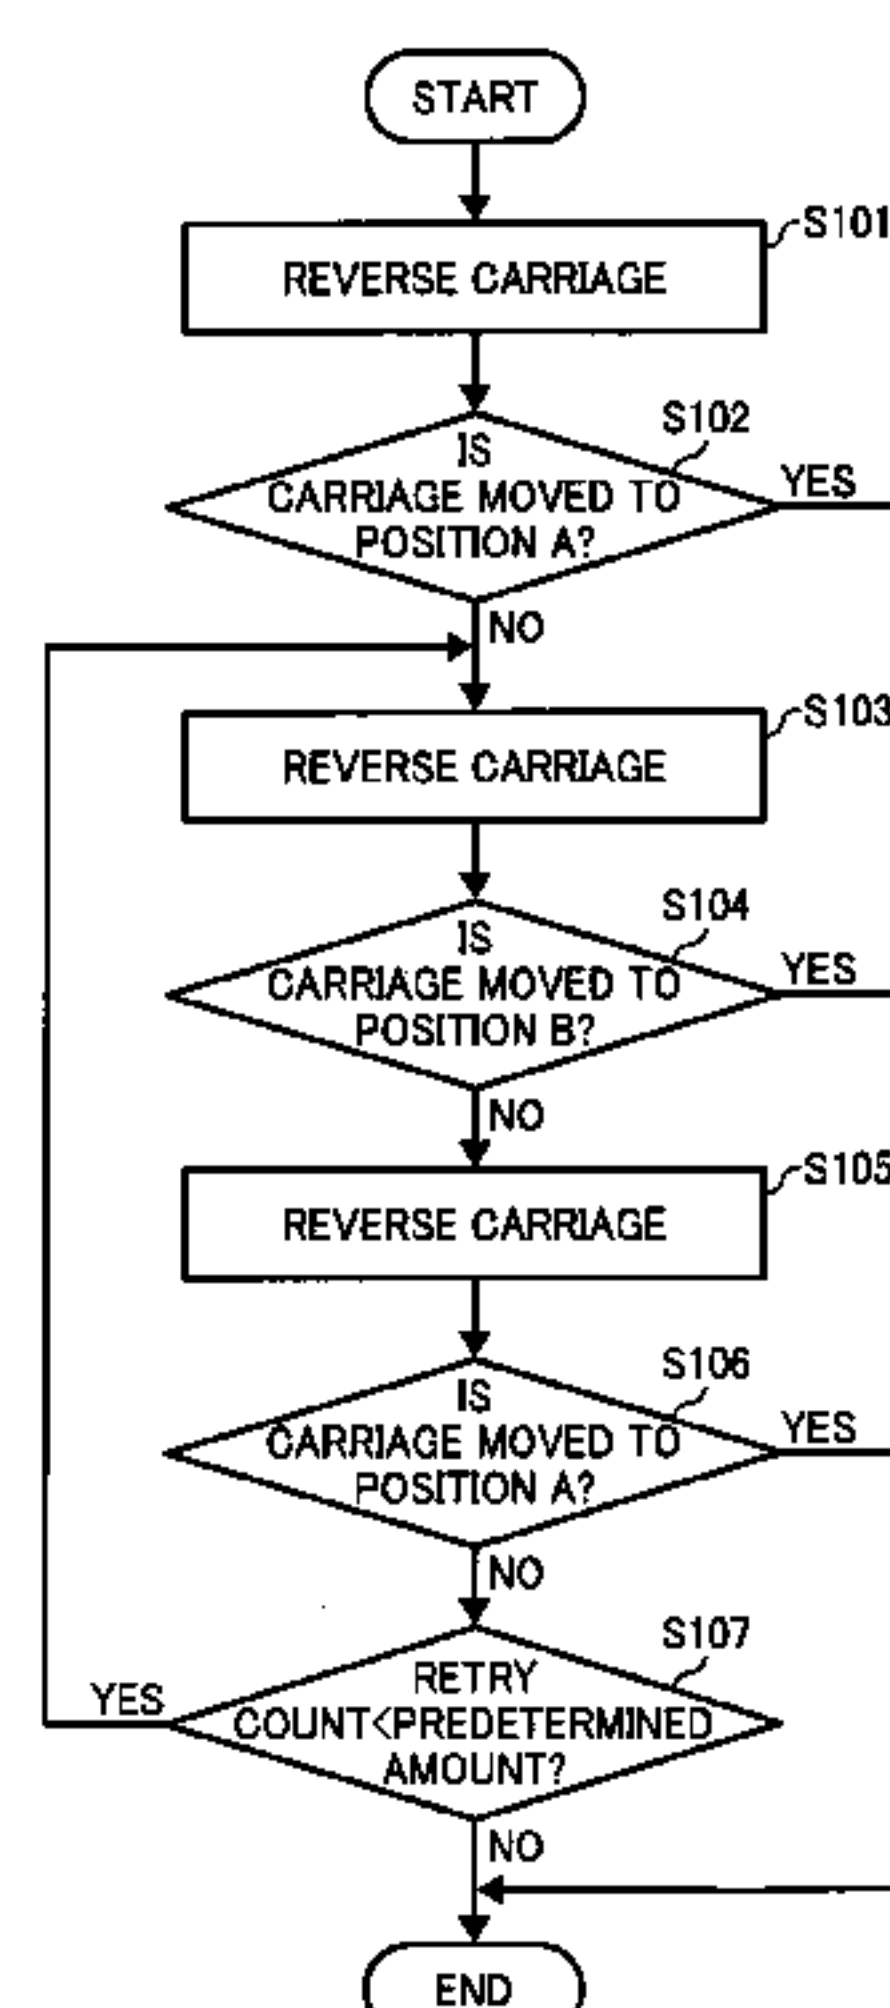 START
S101
REVERSE CARRIAGE
S102
IS
CARRIAGE MOVED TO
POSITION A?
YES
NO
S103
REVERSE CARRIAGE
S104
IS
CARRIAGE MOVED TO
POSITION B?
YES
NO
S105
REVERSE CARRIAGE
S106
IS
CARRIAGE MOVED TO
POSITION A?
YES
NO
S107
RETRY
COUNT<PREDETERMINED
AMOUNT?
YES
NO
END